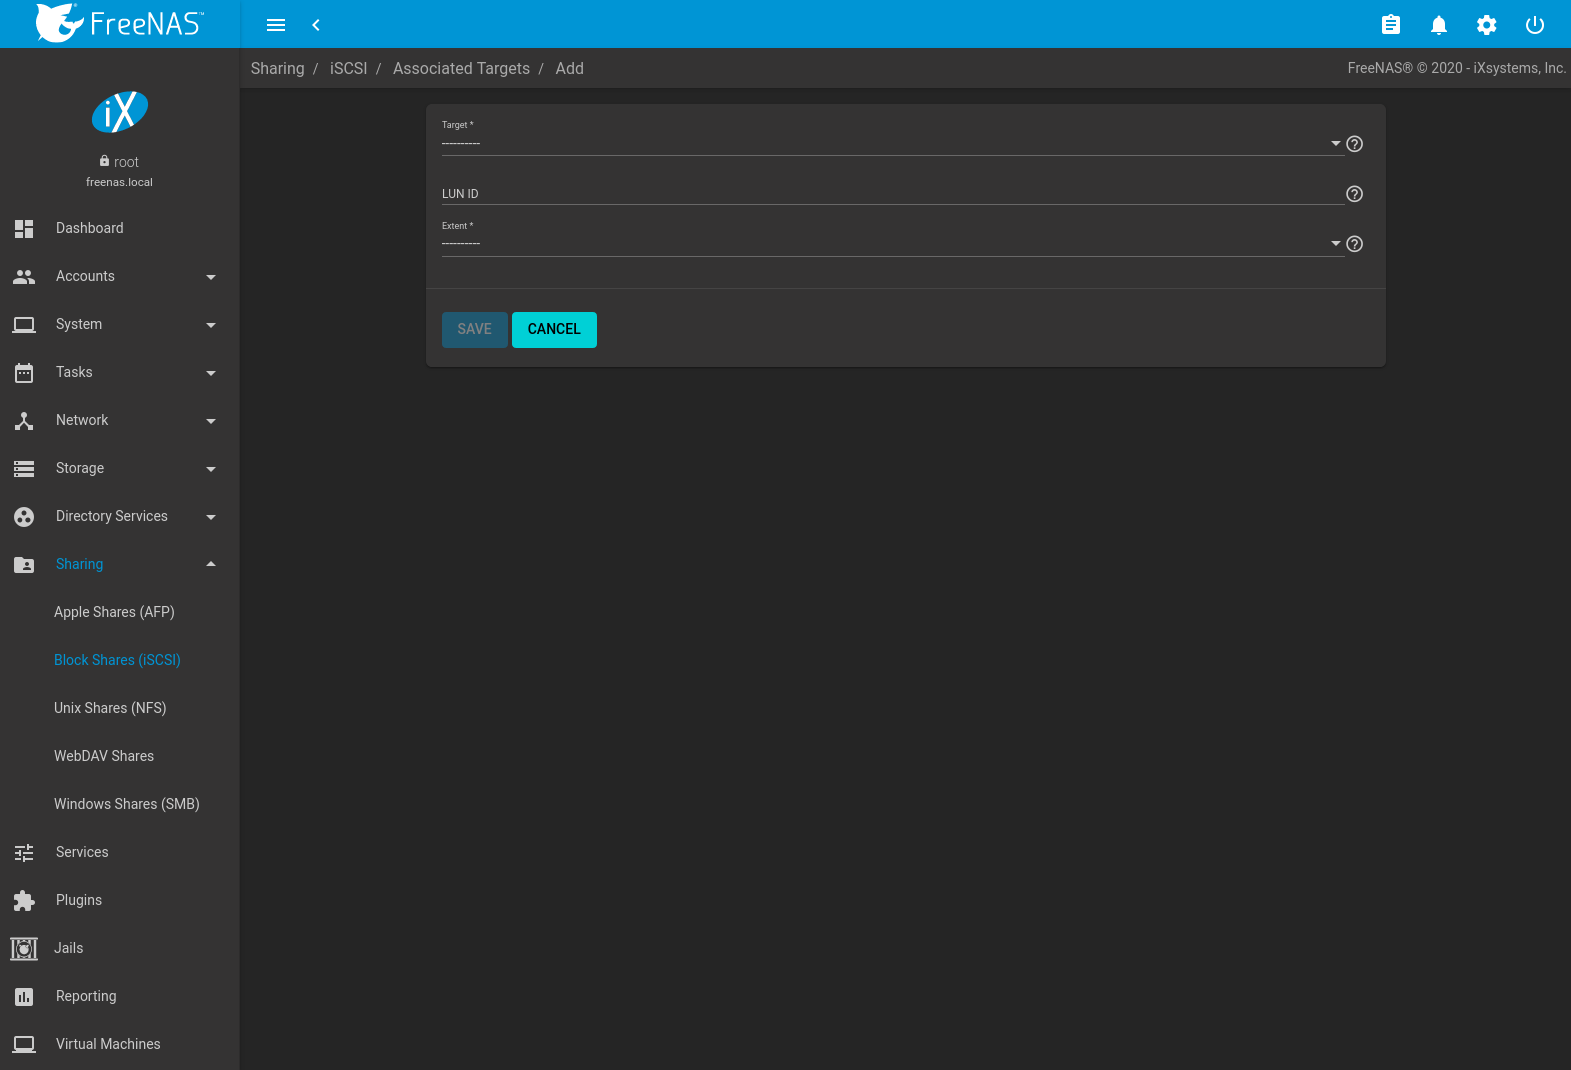 FreeNAS™
Sharing / iSCSI / Associated Targets / Add
FreeNAS® © 2020 - iXsystems, Inc.
iX
root
freenas.local
Dashboard
Accounts
System
Tasks
Network
Storage
Directory Services
Sharing
Apple Shares (AFP)
Block Shares (iSCSI)
Unix Shares (NFS)
WebDAV Shares
Windows Shares (SMB)
Services
Plugins
Jails
Reporting
Virtual Machines
Target *
----------
LUN ID
Extent *
----------
SAVE CANCEL